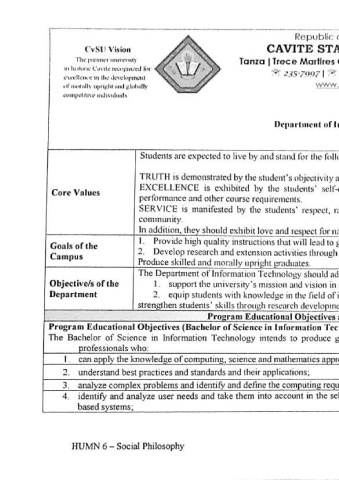 Republic
CvSU Vision
The premier university
in historic Cavite recognized for
excellence in the development
of morally upright and globally
competitive individuals
CAVITE STA
Tanza | Trece Martires
235-7997 |
www.
Department of I
Core Values
Students are expected to live by and stand for the follo
TRUTH is demonstrated by the student's objectivity a
EXCELLENCE is exhibited by the students' self-
performance and other course requirements.
SERVICE is manifested by the students' respect, ra
community.
In addition, they should exhibit love and respect for na
Goals of the
Campus
1. Provide high quality instructions that will lead to g
2. Develop research and extension activities through
Produce skilled and morally upright graduates.
Objective/s of the
Department
The Department of Information Technology should ad
1. support the university's mission and vision in
2. equip students with knowledge in the field of i
strengthen students' skills through research developme
Program Educational Objectives
Program Educational Objectives (Bachelor of Science in Information Tec
The Bachelor of Science in Information Technology intends to produce g
professionals who:
1. can apply the knowledge of computing, science and mathematics appro
2. understand best practices and standards and their applications;
3. analyze complex problems and identify and define the computing requ
4. identify and analyze user needs and take them into account in the sel
based systems;
HUMN 6 – Social Philosophy